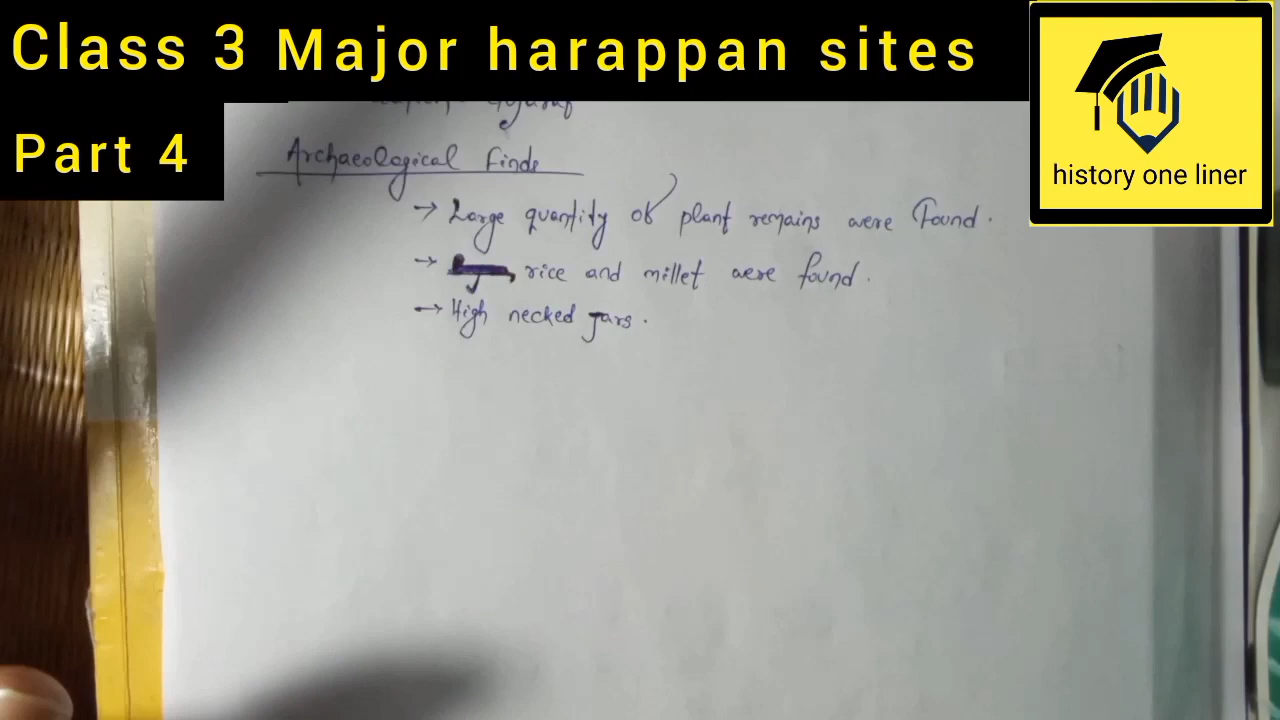 Class 3 Major harappan sites
Part 4
history one liner
Gujarat
Archaeological Finds
→ Large quantity of plant remains were Found.
→ rice and millet were found.
→ High necked Jars.